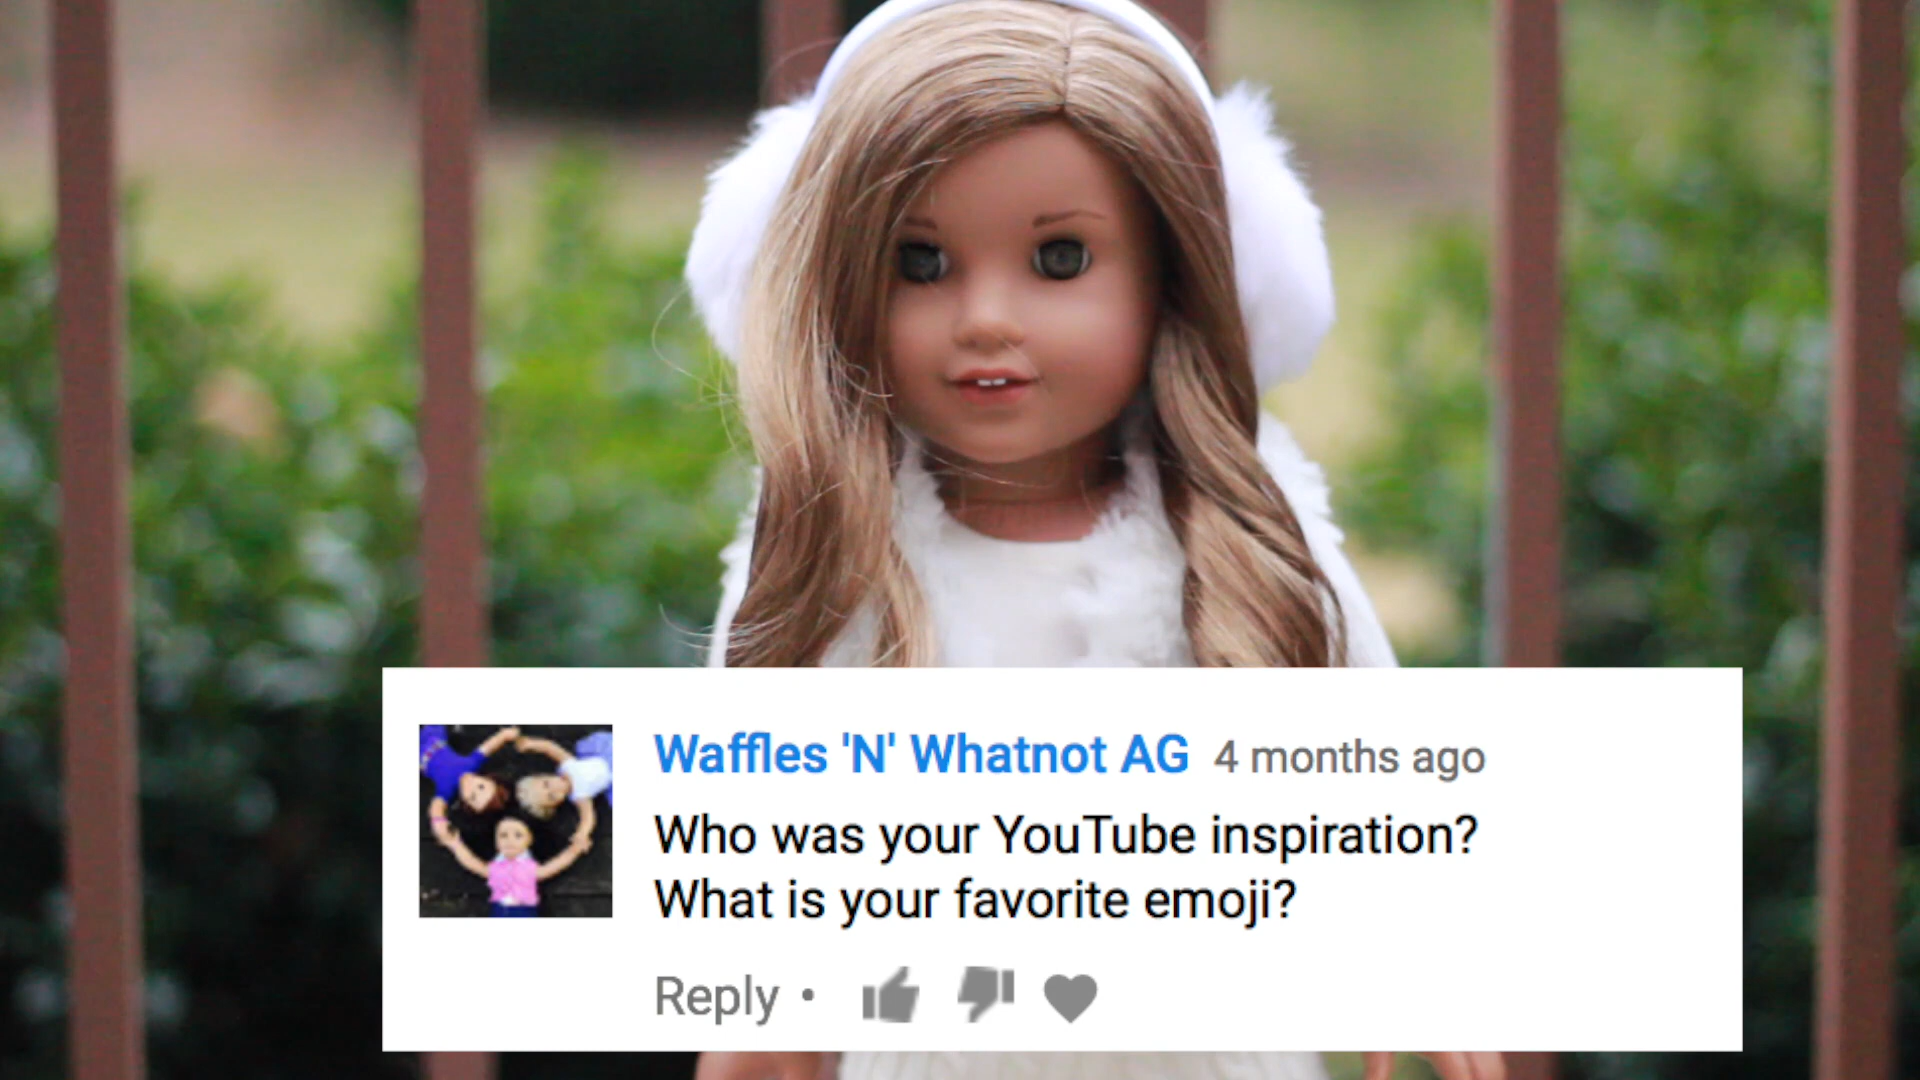 Waffles 'N' Whatnot AG 4 months ago
Who was your YouTube inspiration?
What is your favorite emoji?
Reply •